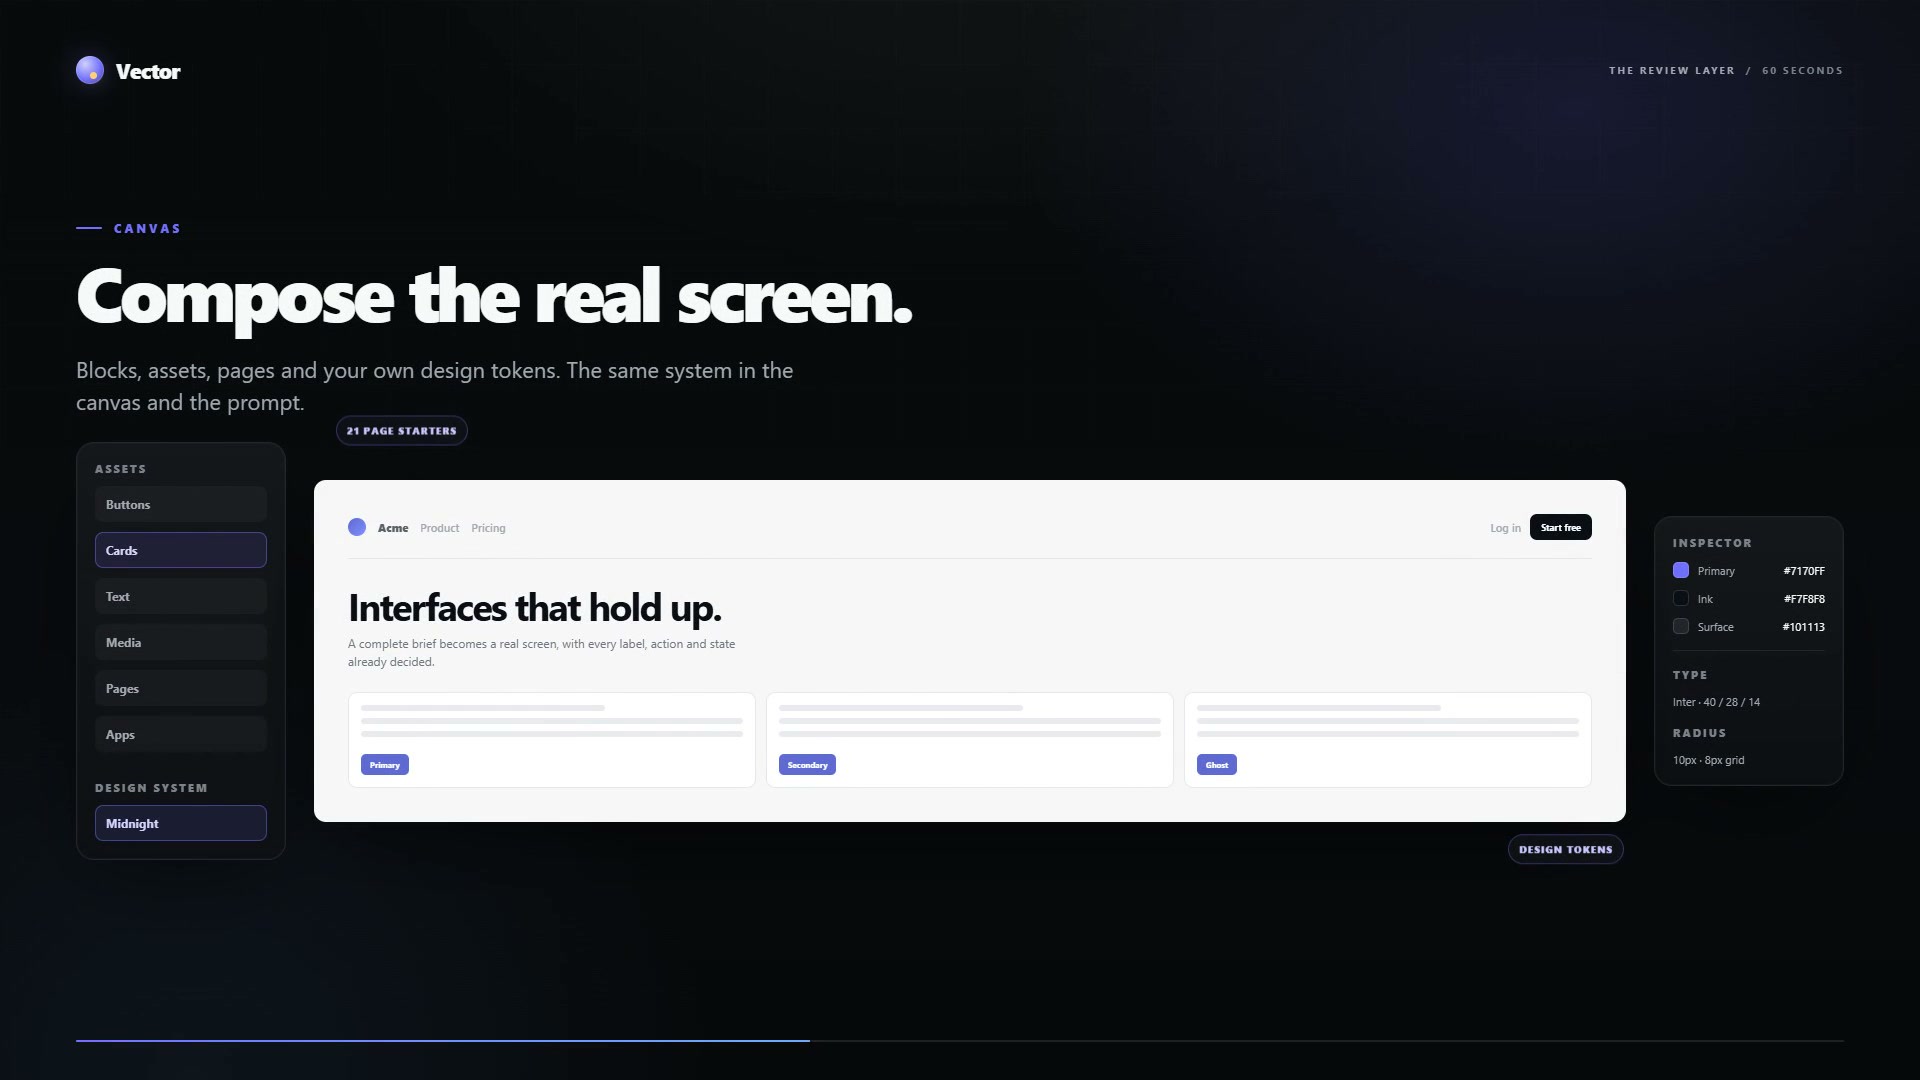 Vector
THE REVIEW LAYER / 60 SECONDS
CANVAS
Compose the real screen.
Blocks, assets, pages and your own design tokens. The same system in the
canvas and the prompt.
21 PAGE STARTERS
ASSETS
Buttons
Cards
Text
Media
Pages
Apps
DESIGN SYSTEM
Midnight
Acme Product Pricing
Log in Start free
Interfaces that hold up.
A complete brief becomes a real screen, with every label, action and state
already decided.
Primary
Secondary
Ghost
DESIGN TOKENS
INSPECTOR
Primary #7170FF
Ink #F7F8F8
Surface #101113
TYPE
Inter · 40 / 28 / 14
RADIUS
10px · 8px grid